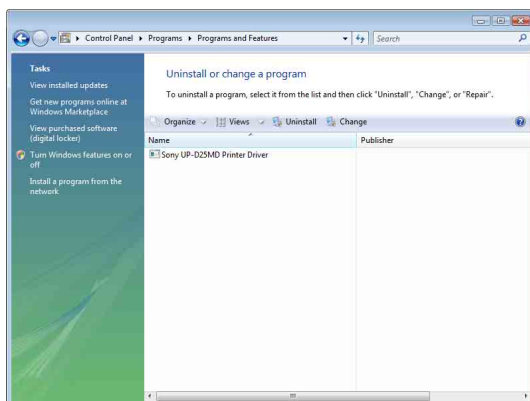 Control Panel ▸ Programs ▸ Programs and Features
Search
Tasks
View installed updates
Get new programs online at
Windows Marketplace
View purchased software
(digital locker)
Turn Windows features on or
off
Install a program from the
network
Uninstall or change a program
To uninstall a program, select it from the list and then click "Uninstall", "Change", or "Repair".
Organize
Views
Uninstall
Change
Name
Publisher
Sony UP-D25MD Printer Driver